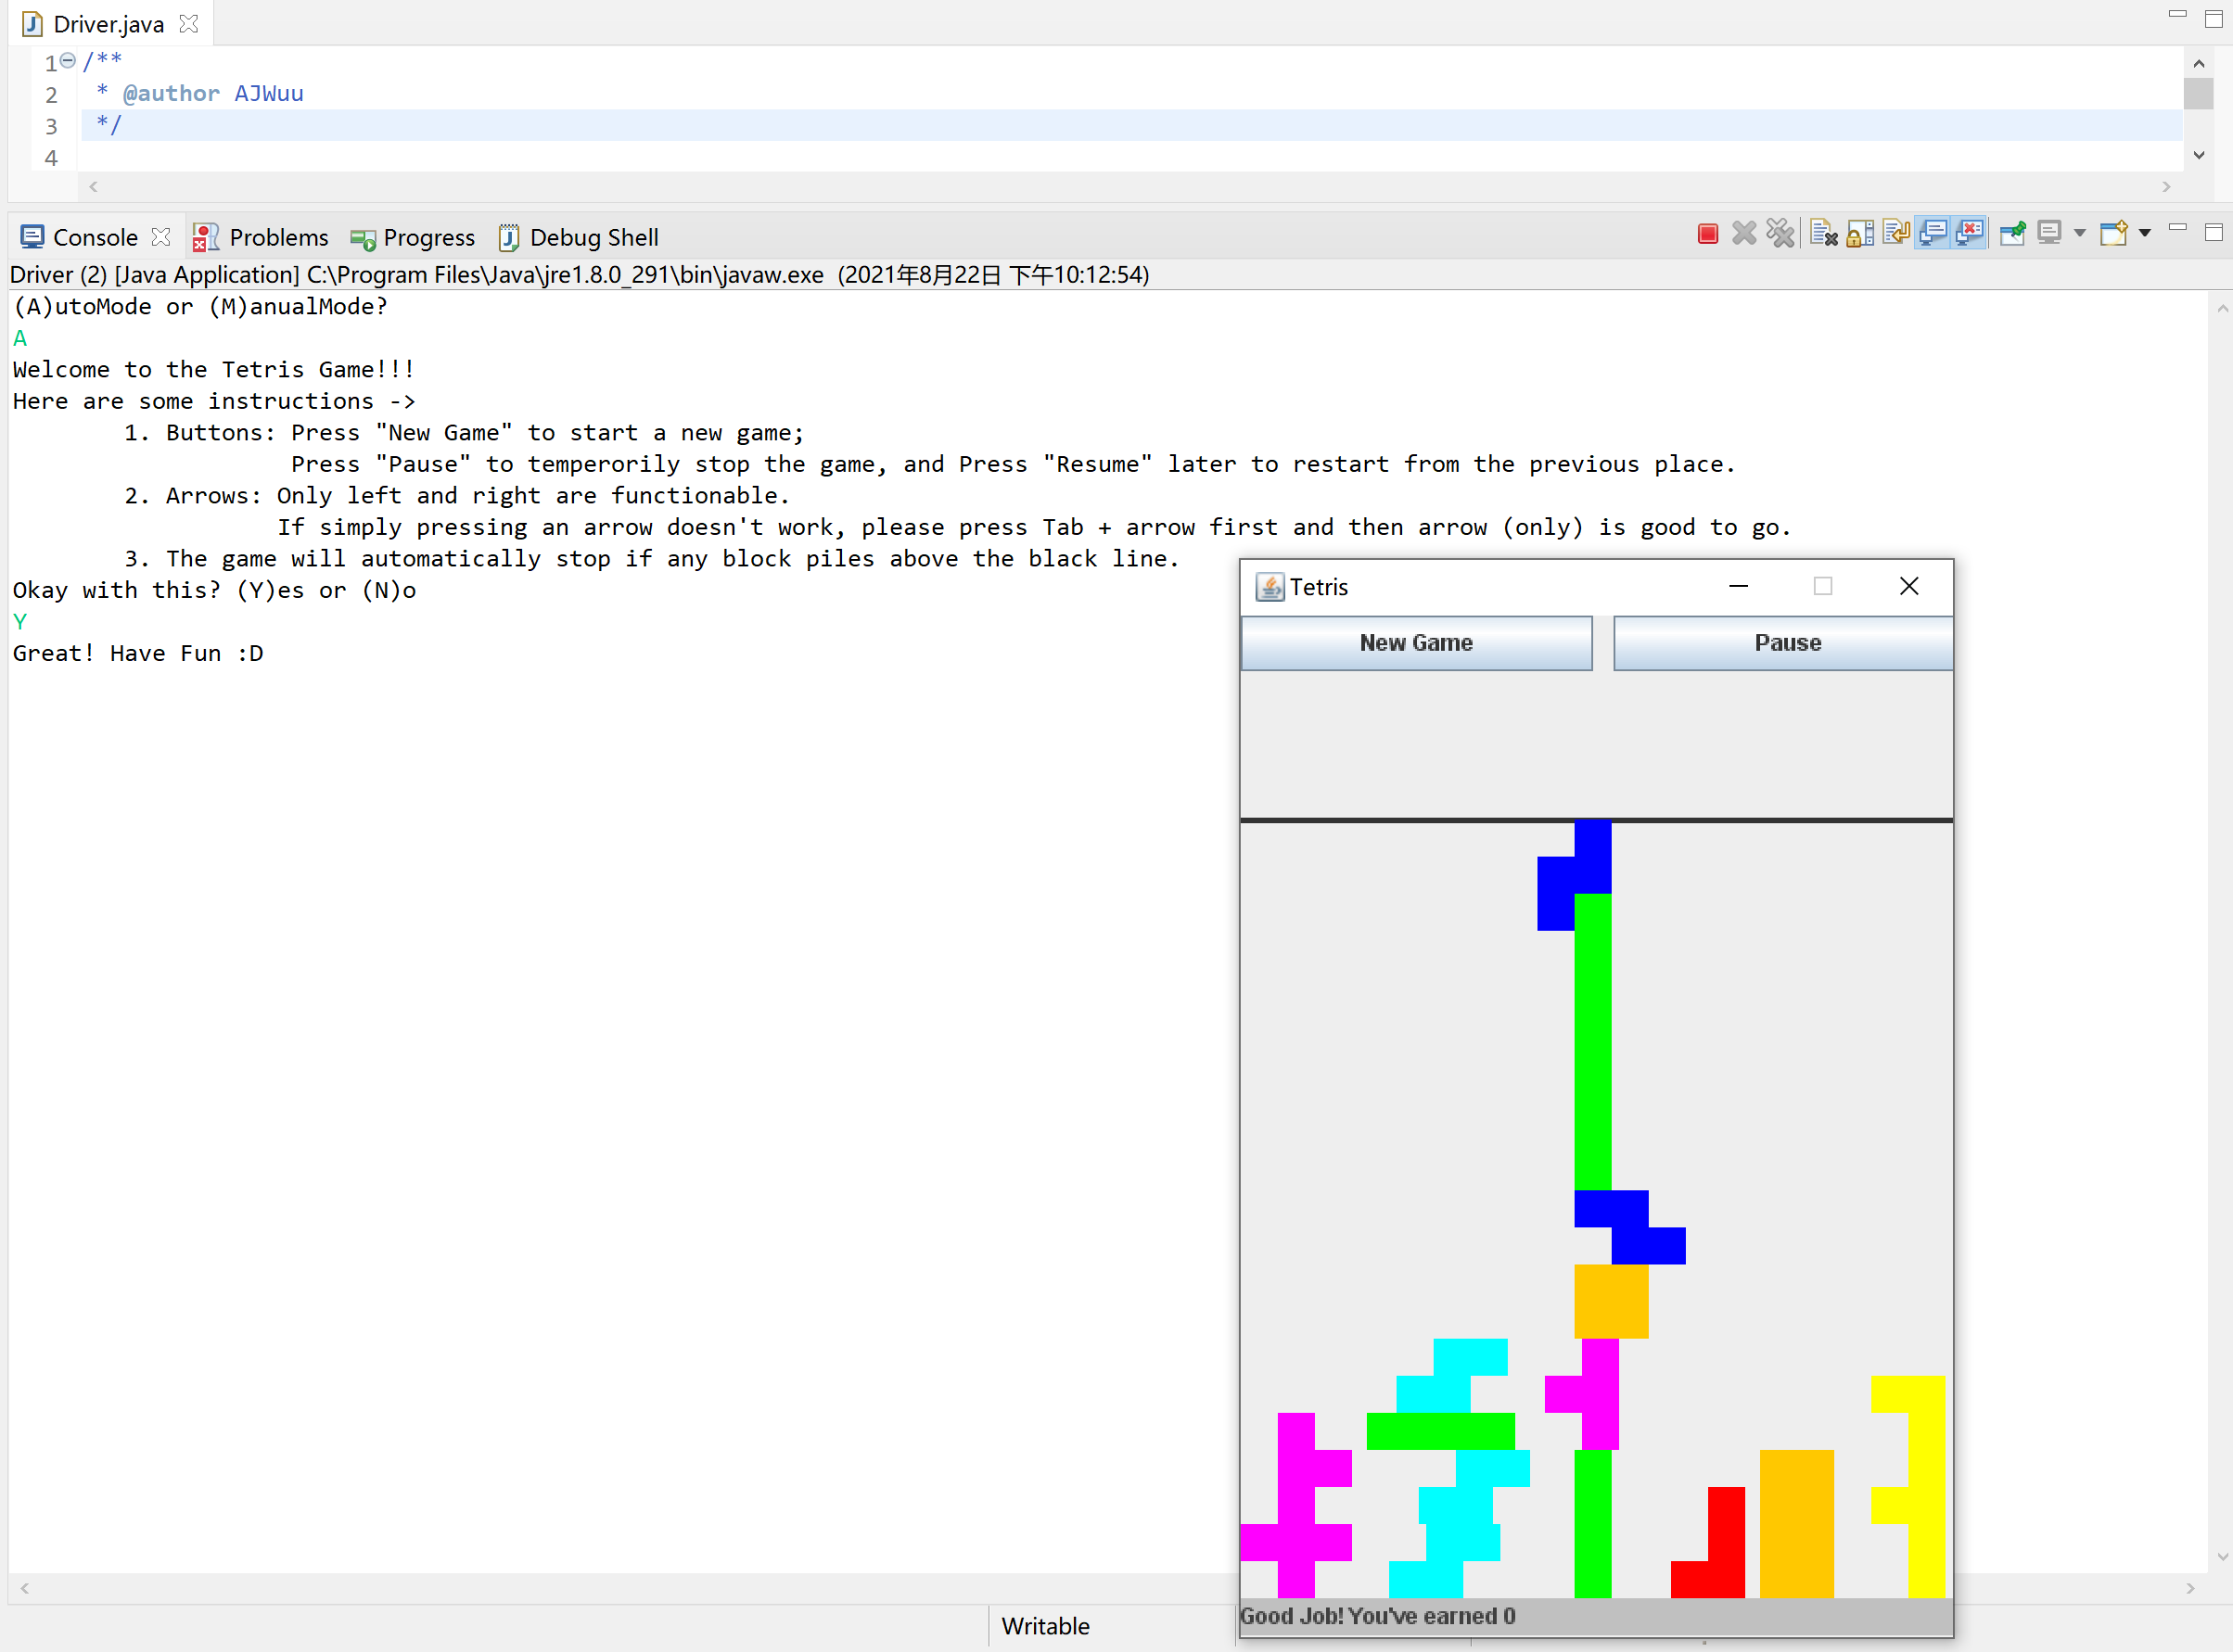 Driver.java
1 /**
2 * @author AJWuu
3 */
4
Console Problems Progress Debug Shell
Driver (2) [Java Application] C:\Program Files\Java\jre1.8.0_291\bin\javaw.exe (2021年8月22日 下午10:12:54)
(A)utoMode or (M)anualMode?
A
Welcome to the Tetris Game!!!
Here are some instructions ->
1. Buttons: Press "New Game" to start a new game;
Press "Pause" to temperorily stop the game, and Press "Resume" later to restart from the previous place.
2. Arrows: Only left and right are functionable.
If simply pressing an arrow doesn't work, please press Tab + arrow first and then arrow (only) is good to go.
3. The game will automatically stop if any block piles above the black line.
Okay with this? (Y)es or (N)o
Y
Great! Have Fun :D
Tetris
New Game Pause
Good Job! You've earned 0
Writable